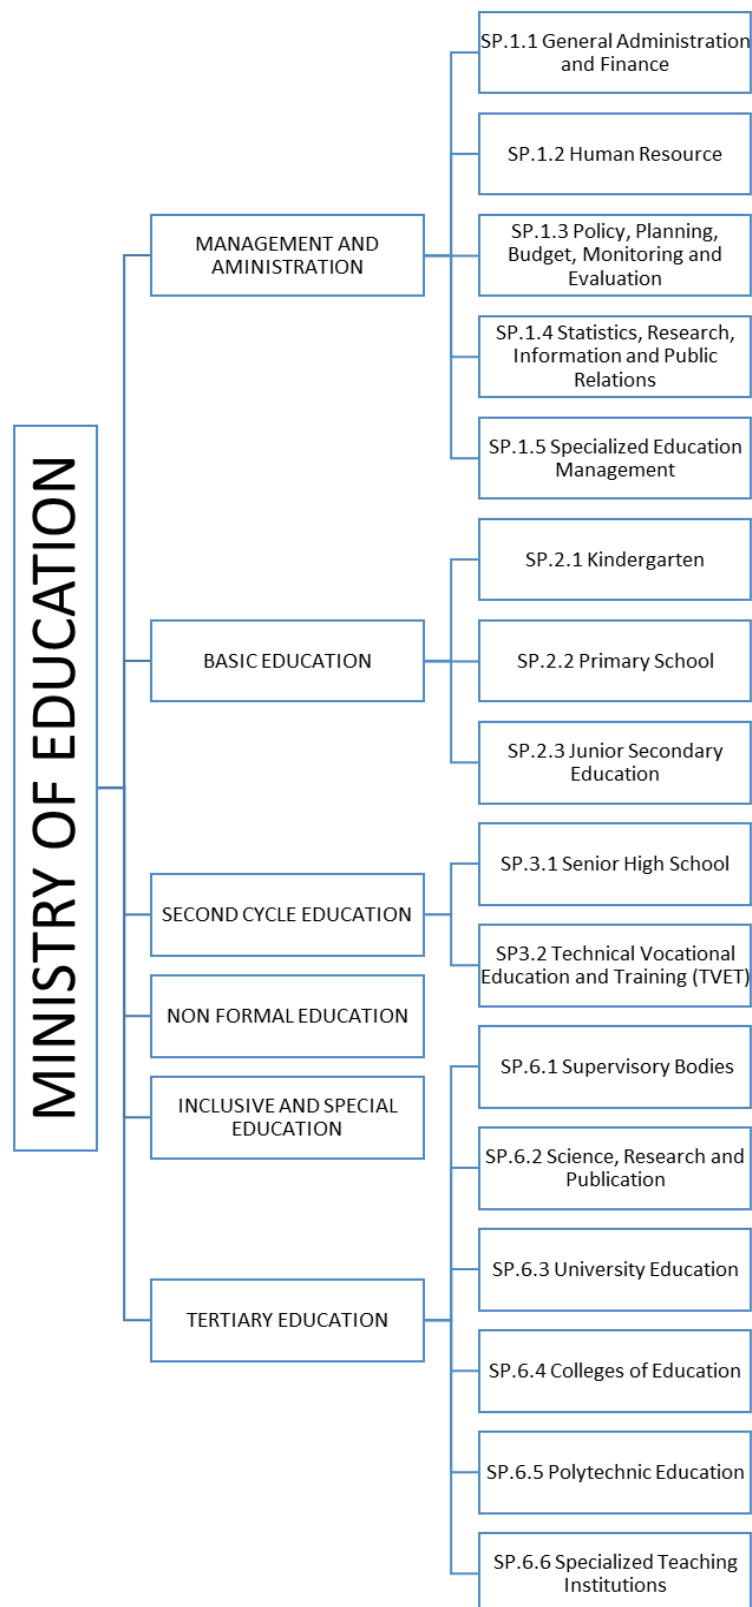 MINISTRY OF EDUCATION
MANAGEMENT AND
AMINISTRATION
SP.1.1 General Administration
and Finance
SP.1.2 Human Resource
SP.1.3 Policy, Planning,
Budget, Monitoring and
Evaluation
SP.1.4 Statistics, Research,
Information and Public
Relations
SP.1.5 Specialized Education
Management
BASIC EDUCATION
SP.2.1 Kindergarten
SP.2.2 Primary School
SP.2.3 Junior Secondary
Education
SECOND CYCLE EDUCATION
SP.3.1 Senior High School
SP3.2 Technical Vocational
Education and Training (TVET)
NON FORMAL EDUCATION
INCLUSIVE AND SPECIAL
EDUCATION
TERTIARY EDUCATION
SP.6.1 Supervisory Bodies
SP.6.2 Science, Research and
Publication
SP.6.3 University Education
SP.6.4 Colleges of Education
SP.6.5 Polytechnic Education
SP.6.6 Specialized Teaching
Institutions